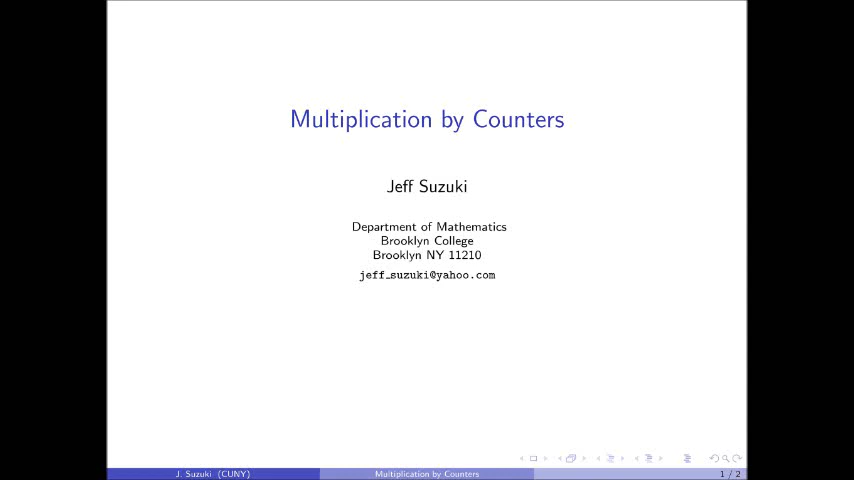 Multiplication by Counters
Jeff Suzuki
Department of Mathematics
Brooklyn College
Brooklyn NY 11210
jeff_suzuki@yahoo.com
J. Suzuki (CUNY)
Multiplication by Counters
1 / 2